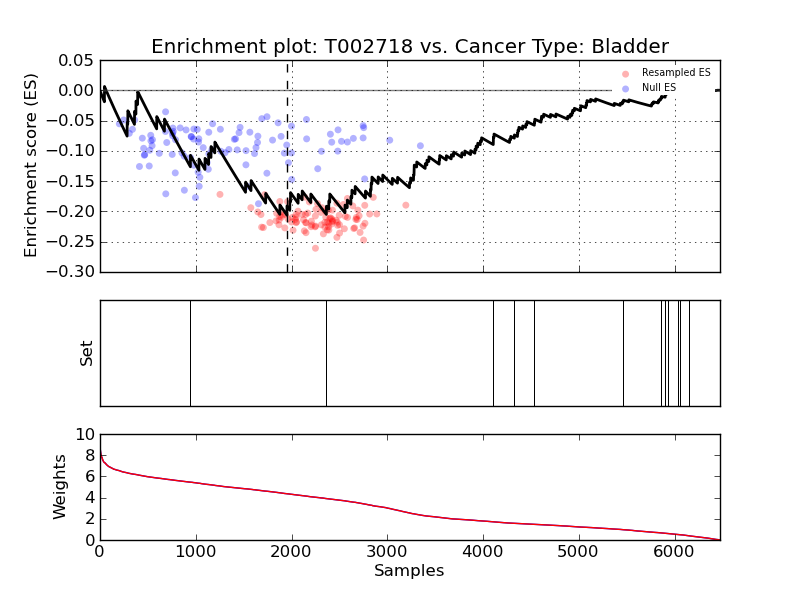 Enrichment plot: T002718 vs. Cancer Type: Bladder
Enrichment score (ES)
0.05
0.00
−0.05
−0.10
−0.15
−0.20
−0.25
−0.30
Resampled ES
Null ES
Set
Weights
10
8
6
4
2
0
0 1000 2000 3000 4000 5000 6000
Samples